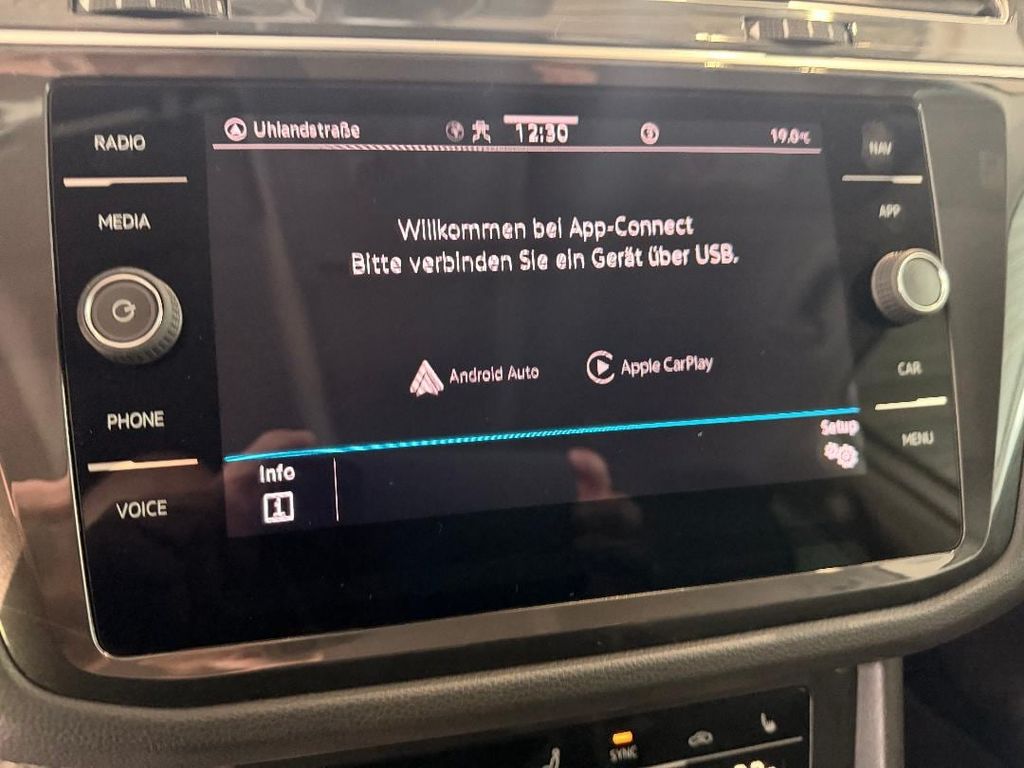 RADIO
MEDIA
PHONE
VOICE
Uhlandstraße
12:30
19.0°C
Willkommen bei App-Connect
Bitte verbinden Sie ein Gerät über USB.
Android Auto
Apple CarPlay
Info
Setup
NAV
APP
CAR
MENU
SYNC